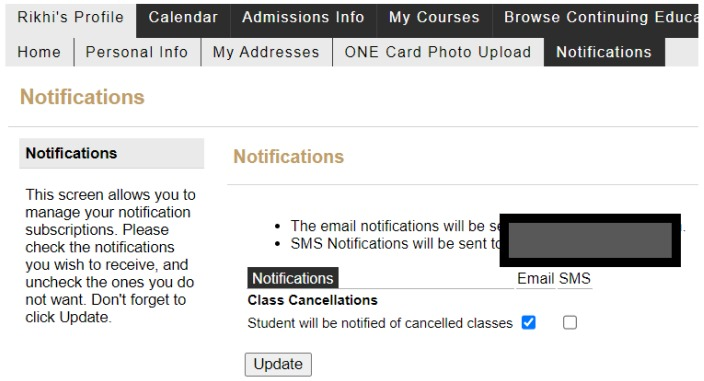 Rikhi's Profile Calendar Admissions Info My Courses Browse Continuing
Home Personal Info My Addresses ONE Card Photo Upload Notifications
Notifications
Notifications
This screen allows you to
manage your notification
subscriptions. Please
check the notifications
you wish to receive, and
uncheck the ones you do
not want. Don't forget to
click Update.
Notifications
• The email notifications will be
• SMS Notifications will be sent to
Notifications Email SMS
Class Cancellations
Student will be notified of cancelled classes
Update